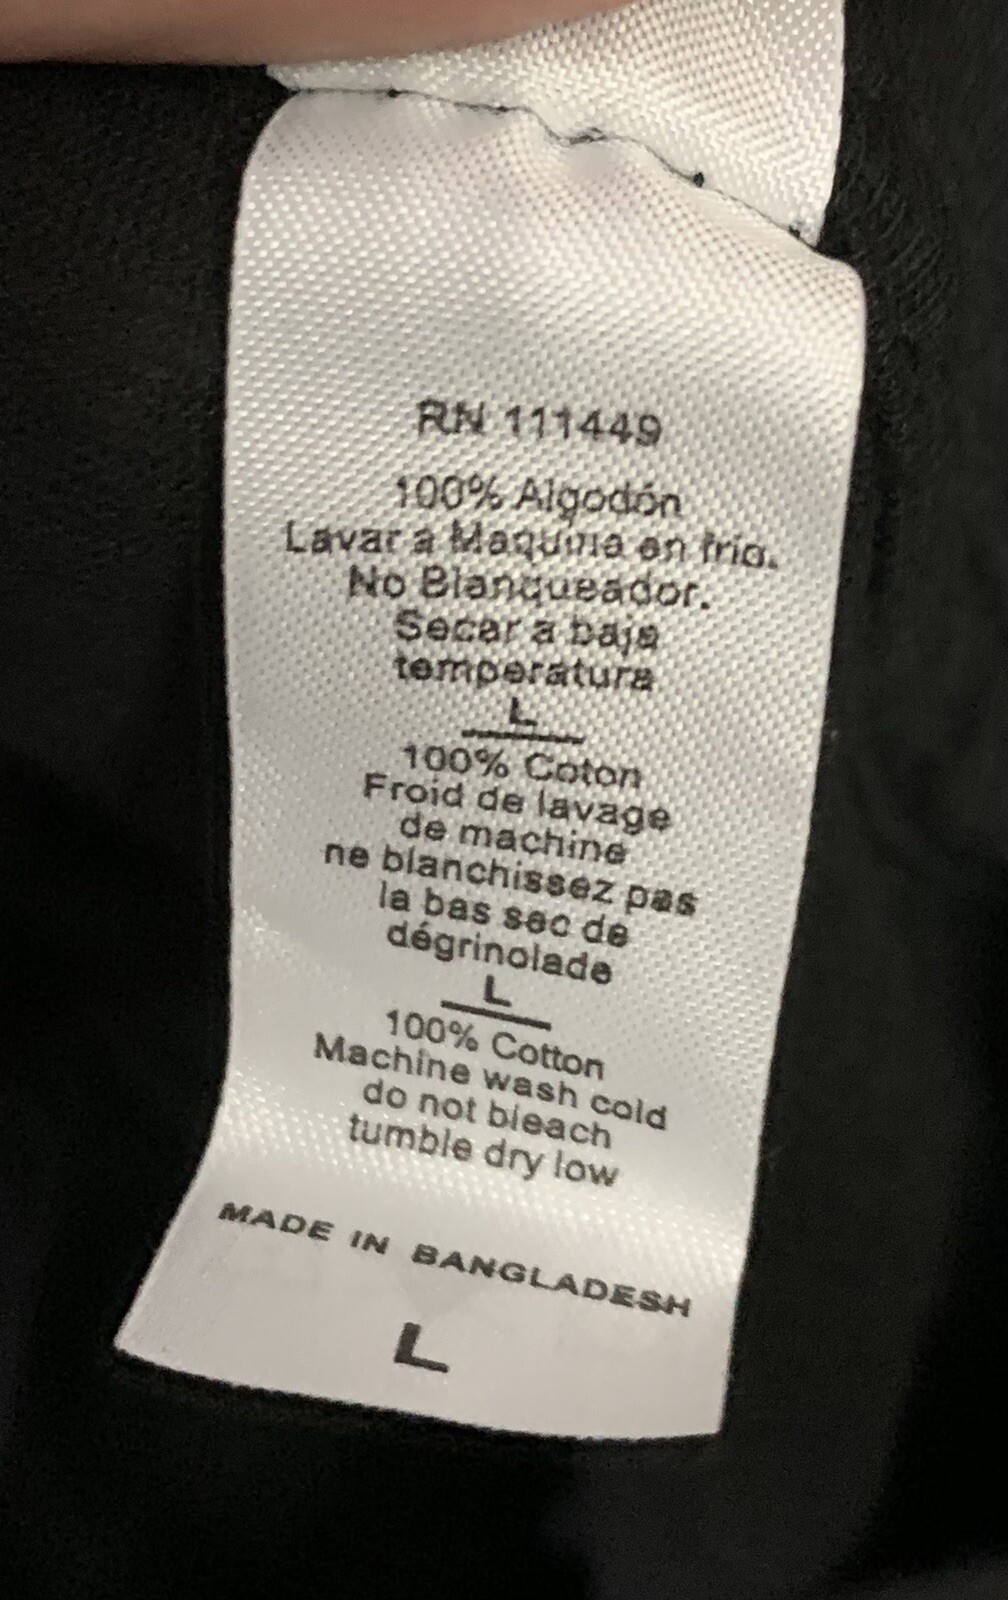 RN 111449
100% Algodón
Lavar a Maquina en frio.
No Blanqueador.
Secar a baja
temperatura
L
100% Coton
Froid de lavage
de machine
ne blanchissez pas
la bas sec de
dégrinolade
L
100% Cotton
Machine wash cold
do not bleach
tumble dry low
MADE IN BANGLADESH
L